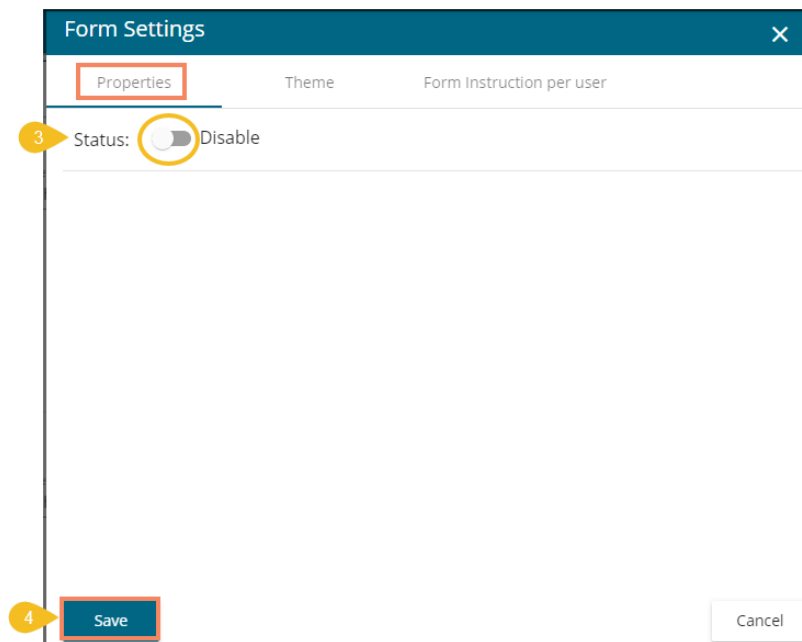 Form Settings
Properties Theme Form Instruction per user
3 Status: Disable
4 Save Cancel